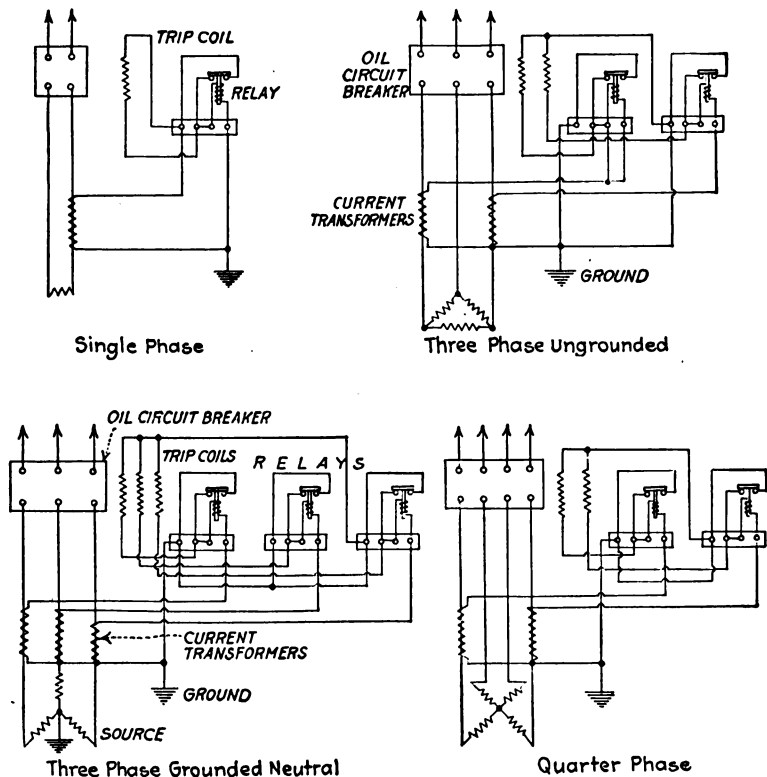 TRIP COIL
RELAY
Single Phase
OIL
CIRCUIT
BREAKER
CURRENT
TRANSFORMERS
GROUND
Three Phase Ungrounded
OIL CIRCUIT BREAKER
TRIP COILS
RELAYS
CURRENT
TRANSFORMERS
GROUND
SOURCE
Three Phase Grounded Neutral
Quarter Phase